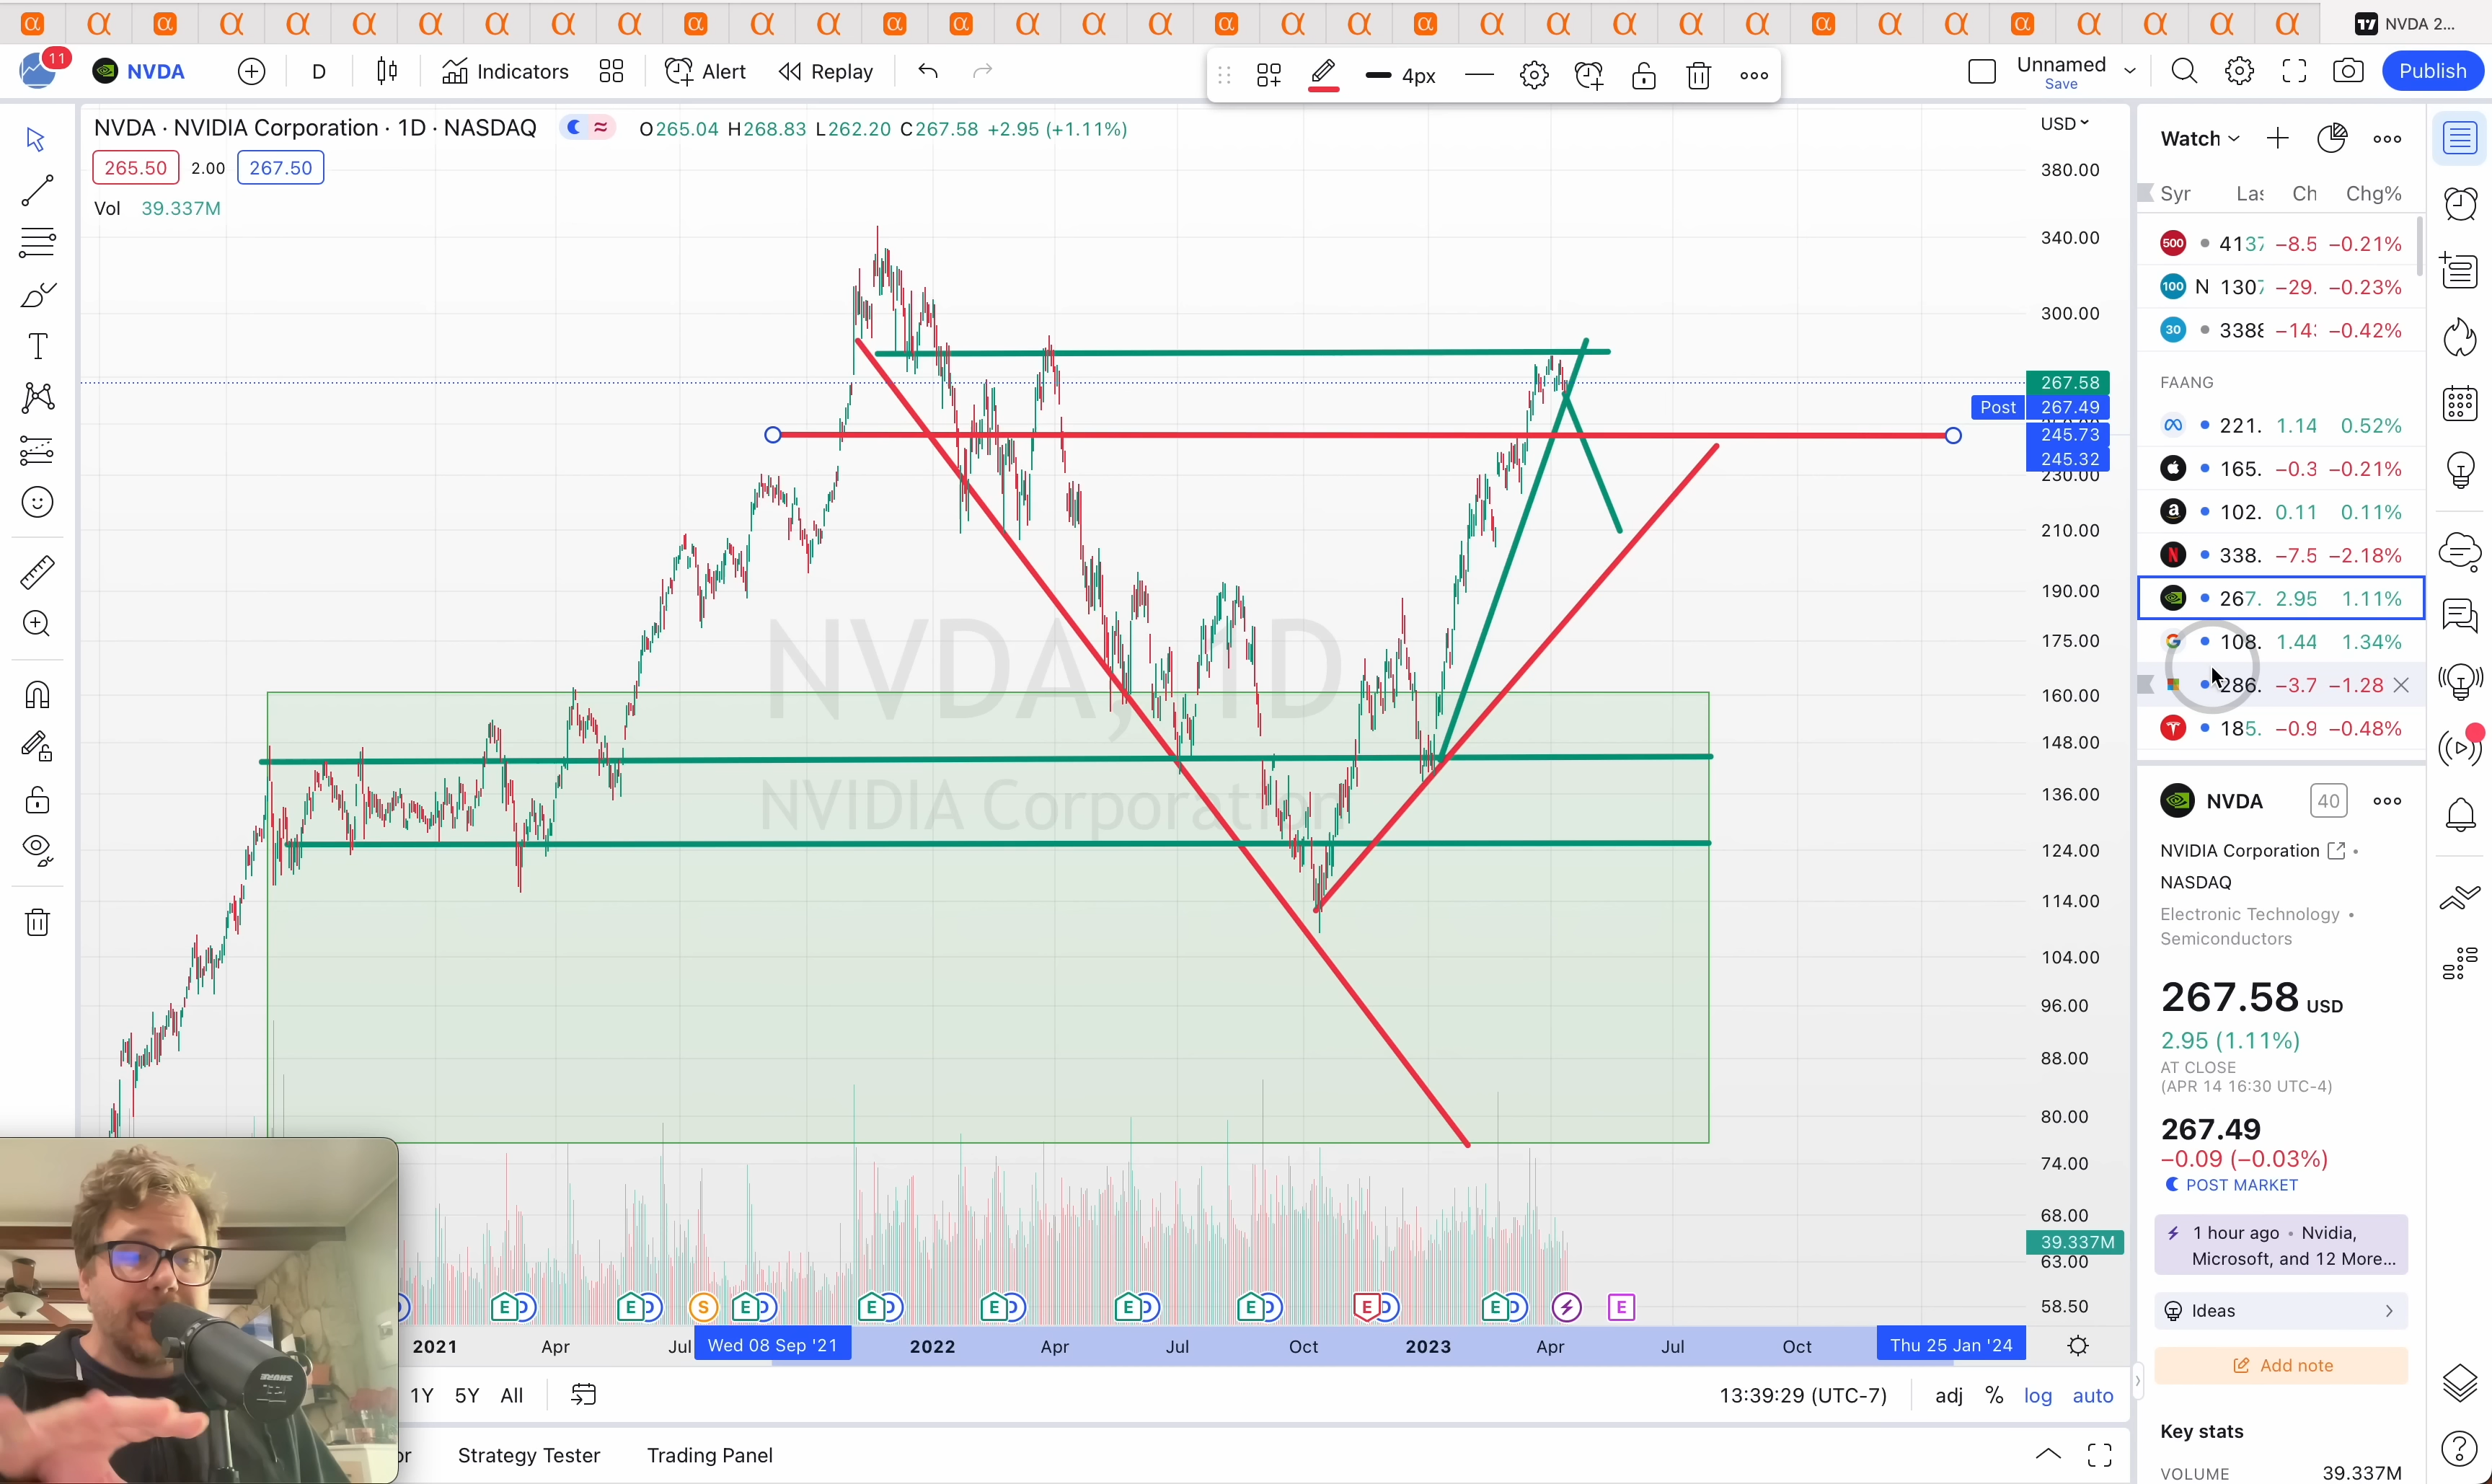 NVDA 2...
11
NVDA
D
Indicators
Alert
Replay
4px
Unnamed
Save
Publish
NVDA · NVIDIA Corporation · 1D · NASDAQ
O265.04 H268.83 L262.20 C267.58 +2.95 (+1.11%)
265.50 2.00 267.50
Vol 39.337M
USD
380.00
340.00
300.00
267.58
Post 267.49
245.73
245.32
230.00
210.00
190.00
175.00
160.00
148.00
136.00
124.00
114.00
104.00
96.00
88.00
80.00
74.00
68.00
39.337M
63.00
58.50
NVDA, 1D
NVIDIA Corporation
E D E D S E D E D E D E D E D E D E D E
2021 Apr Jul Wed 08 Sep '21 2022 Apr Jul Oct 2023 Apr Jul Oct Thu 25 Jan '24
1Y 5Y All
13:39:29 (UTC-7) adj % log auto
Strategy Tester Trading Panel
Watch
Chg%
500 4137 −8.5 −0.21%
100 N 1307 −29. −0.23%
30 338 −14 −0.42%
FAANG
221. 1.14 0.52%
165. −0.3 −0.21%
102. 0.11 0.11%
338. −7.5 −2.18%
267. 2.95 1.11%
108. 1.44 1.34%
286. −3.7 −1.28
185. −0.9 −0.48%
NVDA 40
NVIDIA Corporation
NASDAQ
Electronic Technology •
Semiconductors
267.58 USD
2.95 (1.11%)
AT CLOSE
(APR 14 16:30 UTC-4)
267.49
−0.09 (−0.03%)
POST MARKET
1 hour ago • Nvidia,
Microsoft, and 12 More...
Ideas
Add note
Key stats
VOLUME 39.337M